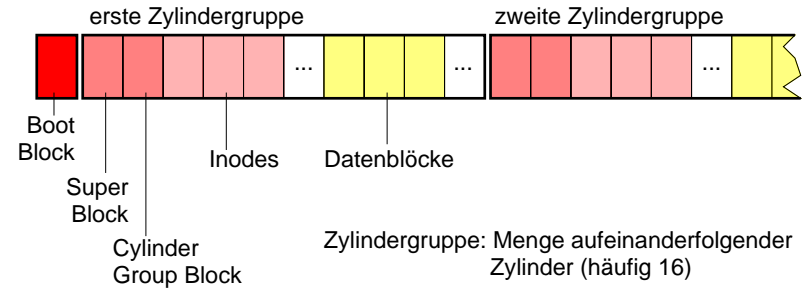 erste Zylindergruppe
zweite Zylindergruppe
...
...
...
Boot
Block
Inodes
Datenblöcke
Super
Block
Cylinder
Group Block
Zylindergruppe: Menge aufeinanderfolgender
Zylinder (häufig 16)